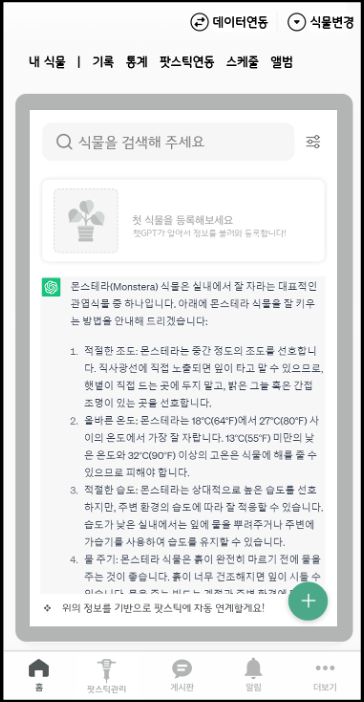 데이터연동 식물변경
내 식물 | 기록 통계 팟스틱연동 스케줄 앨범
식물을 검색해 주세요
첫 식물을 등록해보세요
챗GPT가 알아서 정보를 불러와 등록합니다!
몬스테라(Monstera) 식물은 실내에서 잘 자라는 대표적인
관엽식물 중 하나입니다. 아래에 몬스테라 식물을 잘 키우
는 방법을 안내해 드리겠습니다:
1. 적절한 조도: 몬스테라는 중간 정도의 조도를 선호합니
다. 직사광선에 직접 노출되면 잎이 타고 말 수 있으므로,
햇볕이 직접 드는 곳에 두지 말고, 밝은 그늘 혹은 간접
조명이 있는 곳을 선호합니다.
2. 올바른 온도: 몬스테라는 18°C(64°F)에서 27°C(80°F) 사
이의 온도에서 가장 잘 자랍니다. 13°C(55°F) 미만의 낮
은 온도와 32°C(90°F) 이상의 고온은 식물에 해를 줄 수
있으므로 피해야 합니다.
3. 적절한 습도: 몬스테라는 상대적으로 높은 습도를 선호
하지만, 주변 환경의 습도에 따라 잘 적응할 수 있습니다.
습도가 낮은 실내에서는 잎에 물을 뿌려주거나 주변에
가습기를 사용하여 습도를 유지할 수 있습니다.
4. 물 주기: 몬스테라 식물은 흙이 완전히 마르기 전에 물을
주는 것이 좋습니다. 흙이 너무 건조해지면 잎이 시들 수
있습니다. 물을 주는 빈도는 계절과 주변 환경에
❖ 위의 정보를 기반으로 팟스틱에 자동 연계할게요!
홈 팟스틱관리 게시판 알림 더보기